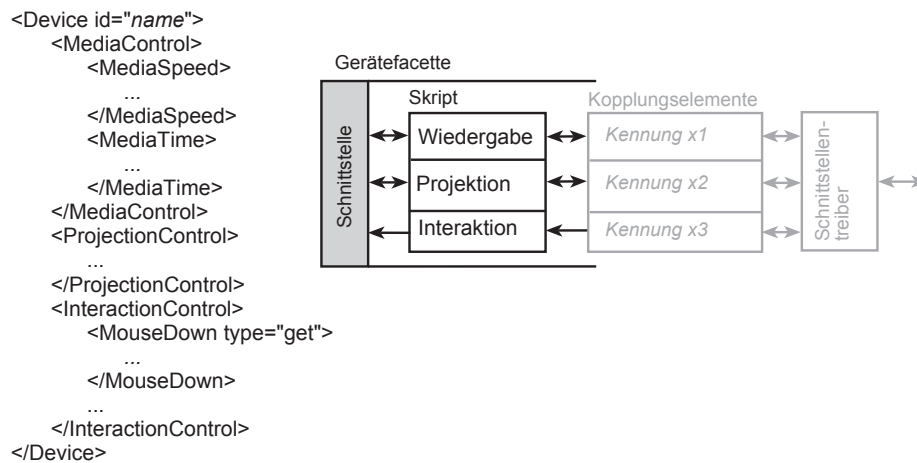 <Device id="name">
<MediaControl>
<MediaSpeed>
...
</MediaSpeed>
<MediaTime>
...
</MediaTime>
</MediaControl>
<ProjectionControl>
...
</ProjectionControl>
<InteractionControl>
<MouseDown type="get">
...
</MouseDown>
...
</InteractionControl>
</Device>
Gerätefacette
Schnittstelle
Skript
Wiedergabe
Projektion
Interaktion
Kopplungselemente
Kennung x1
Kennung x2
Kennung x3
Schnittstellen-
treiber